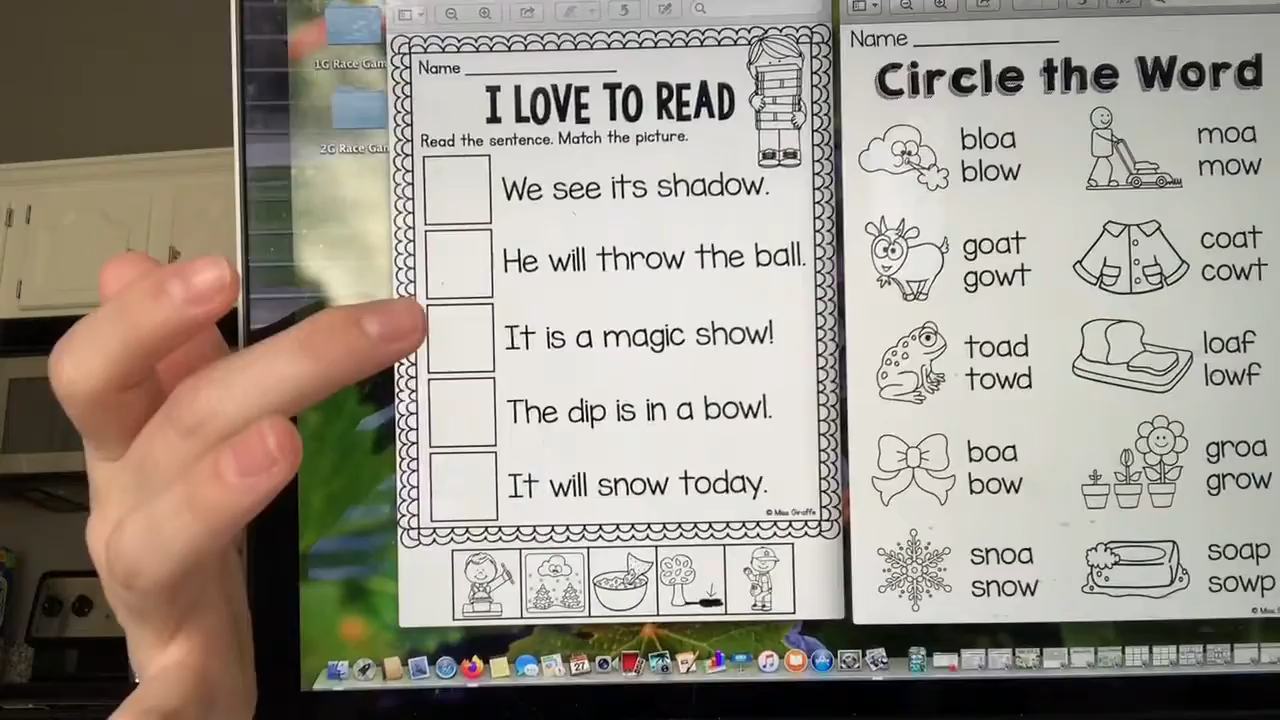 1G Race Gam
2G Race Gam
Name
I LOVE TO READ
Read the sentence. Match the picture.
We see its shadow.
He will throw the ball.
It is a magic show!
The dip is in a bowl.
It will snow today.
© Miss Giraffe
Name
Circle the Word
bloa
blow
moa
mow
goat
gowt
coat
cowt
toad
towd
loaf
lowf
boa
bow
groa
grow
snoa
snow
soap
sowp
27